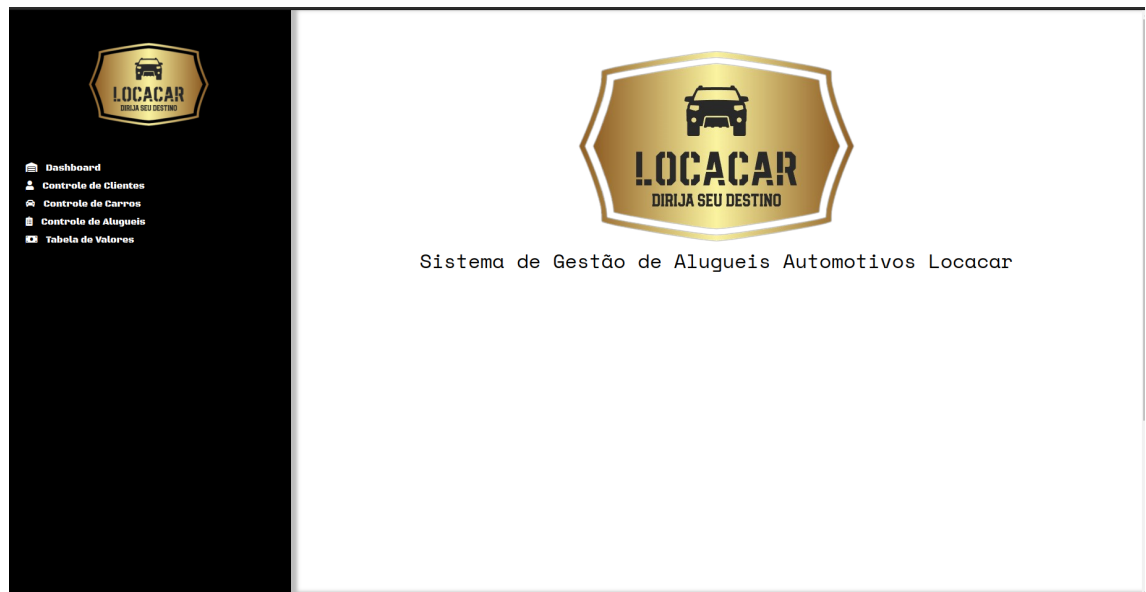 LOCACAR
DIRIJA SEU DESTINO
Dashboard
Controle de Clientes
Controle de Carros
Controle de Alugueis
Tabela de Valores
LOCACAR
DIRIJA SEU DESTINO
Sistema de Gestão de Alugueis Automotivos Locacar